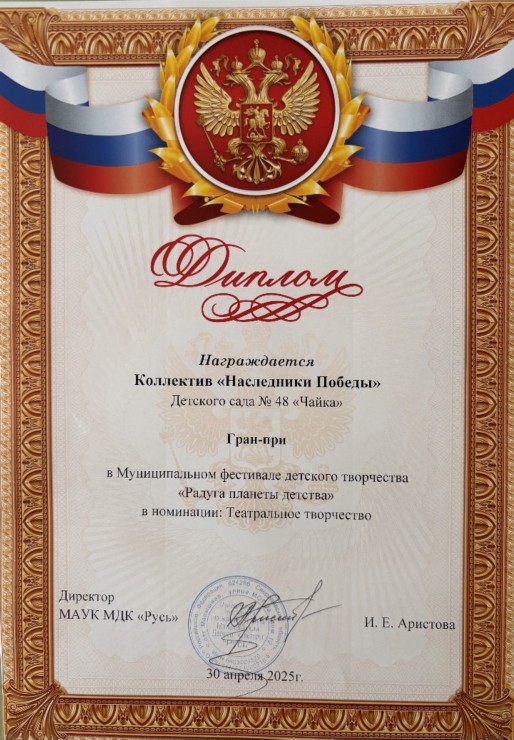 Диплом
Награждается
Коллектив «Наследники Победы»
Детского сада № 48 «Чайка»
Гран-при
в Муниципальном фестивале детского творчества
«Радуга планеты детства»
в номинации: Театральное творчество
Директор
МАУК МДК «Русь»
И. Е. Аристова
30 апреля 2025г.